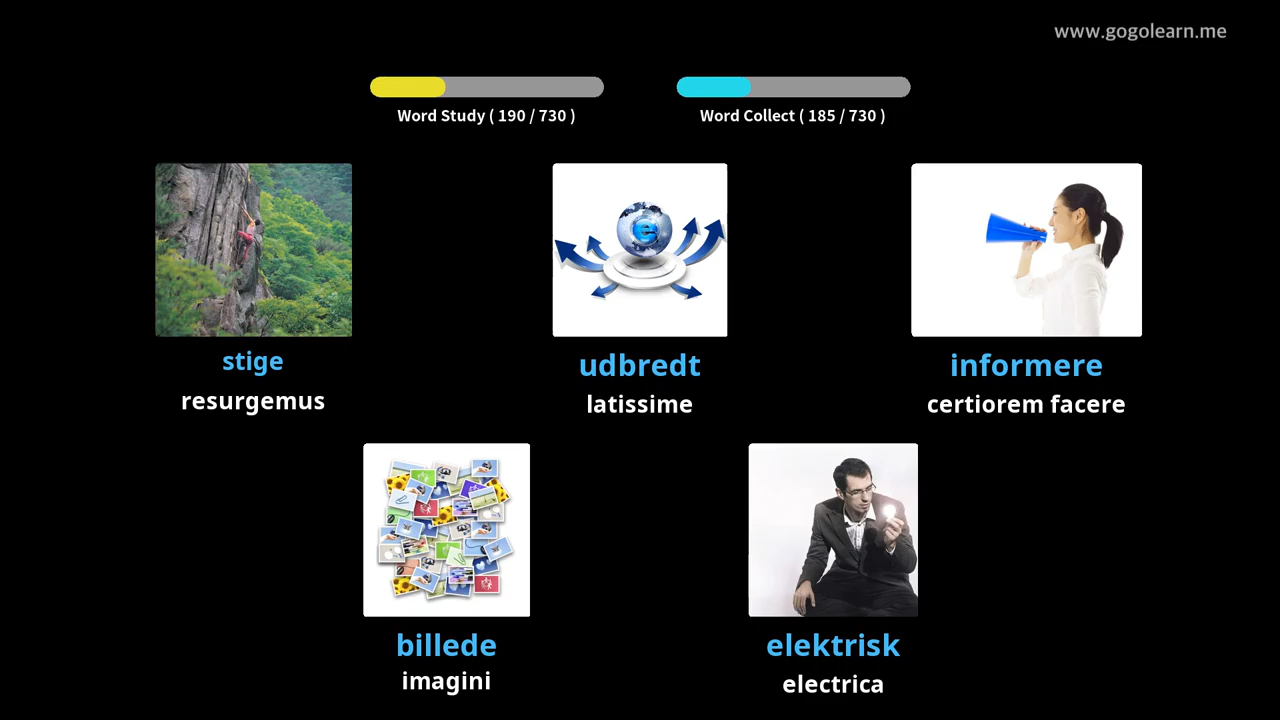 www.gogolearn.me
Word Study ( 190 / 730 )
Word Collect ( 185 / 730 )
stige
resurgemus
udbredt
latissime
informere
certiorem facere
billede
imagini
elektrisk
electrica